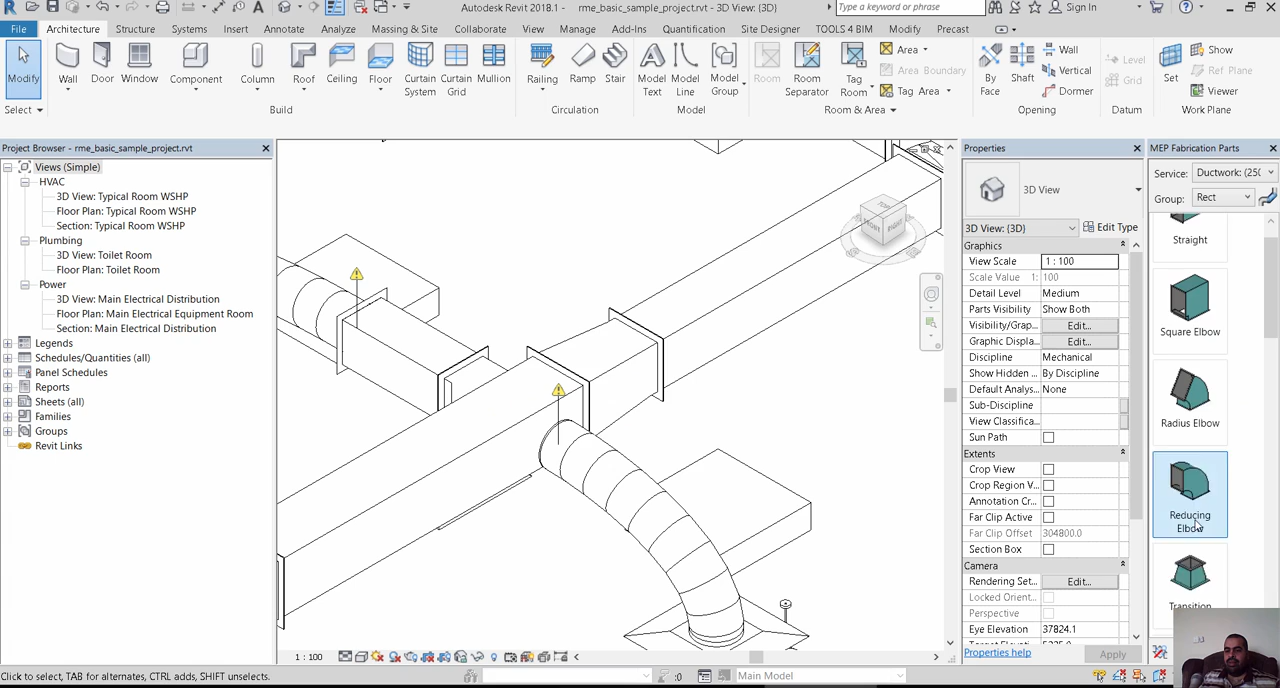 Autodesk Revit 2018.1 - rme_basic_sample_project.rvt - 3D View: {3D}
Type a keyword or phrase
Sign In
File Architecture Structure Systems Insert Annotate Analyze Massing & Site Collaborate View Manage Add-Ins Quantification Site Designer TOOLS 4 BIM Modify Precast
Modify
Wall
Door
Window
Component
Column
Roof
Ceiling
Floor
Curtain
System
Curtain
Grid
Mullion
Railing
Ramp
Stair
Model
Text
Model
Line
Model
Group
Room
Room
Separator
Tag
Room
Area
Area Boundary
Tag Area
By
Face
Shaft
Wall
Vertical
Dormer
Level
Grid
Set
Show
Ref Plane
Viewer
Select
Build
Circulation
Model
Room & Area
Opening
Datum
Work Plane
Project Browser - rme_basic_sample_project.rvt
Views (Simple)
HVAC
3D View: Typical Room WSHP
Floor Plan: Typical Room WSHP
Section: Typical Room WSHP
Plumbing
3D View: Toilet Room
Floor Plan: Toilet Room
Power
3D View: Main Electrical Distribution
Floor Plan: Main Electrical Equipment Room
Section: Main Electrical Distribution
Legends
Schedules/Quantities (all)
Panel Schedules
Reports
Sheets (all)
Families
Groups
Revit Links
TOP
FRONT
RIGHT
Properties
3D View
3D View: {3D}
Edit Type
Graphics
View Scale 1 : 100
Scale Value 1: 100
Detail Level Medium
Parts Visibility Show Both
Visibility/Grap... Edit...
Graphic Displa... Edit...
Discipline Mechanical
Show Hidden ... By Discipline
Default Analys... None
Sub-Discipline
View Classifica...
Sun Path
Extents
Crop View
Crop Region V...
Annotation Cr...
Far Clip Active
Far Clip Offset 304800.0
Section Box
Camera
Rendering Set... Edit...
Locked Orient...
Perspective
Eye Elevation 37824.1
Properties help
Apply
MEP Fabrication Parts
Service: Ductwork: (250
Group: Rect
Straight
Square Elbow
Radius Elbow
Reducing
Elbow
Transition
1 : 100
Click to select, TAB for alternates, CTRL adds, SHIFT unselects.
:0
Main Model